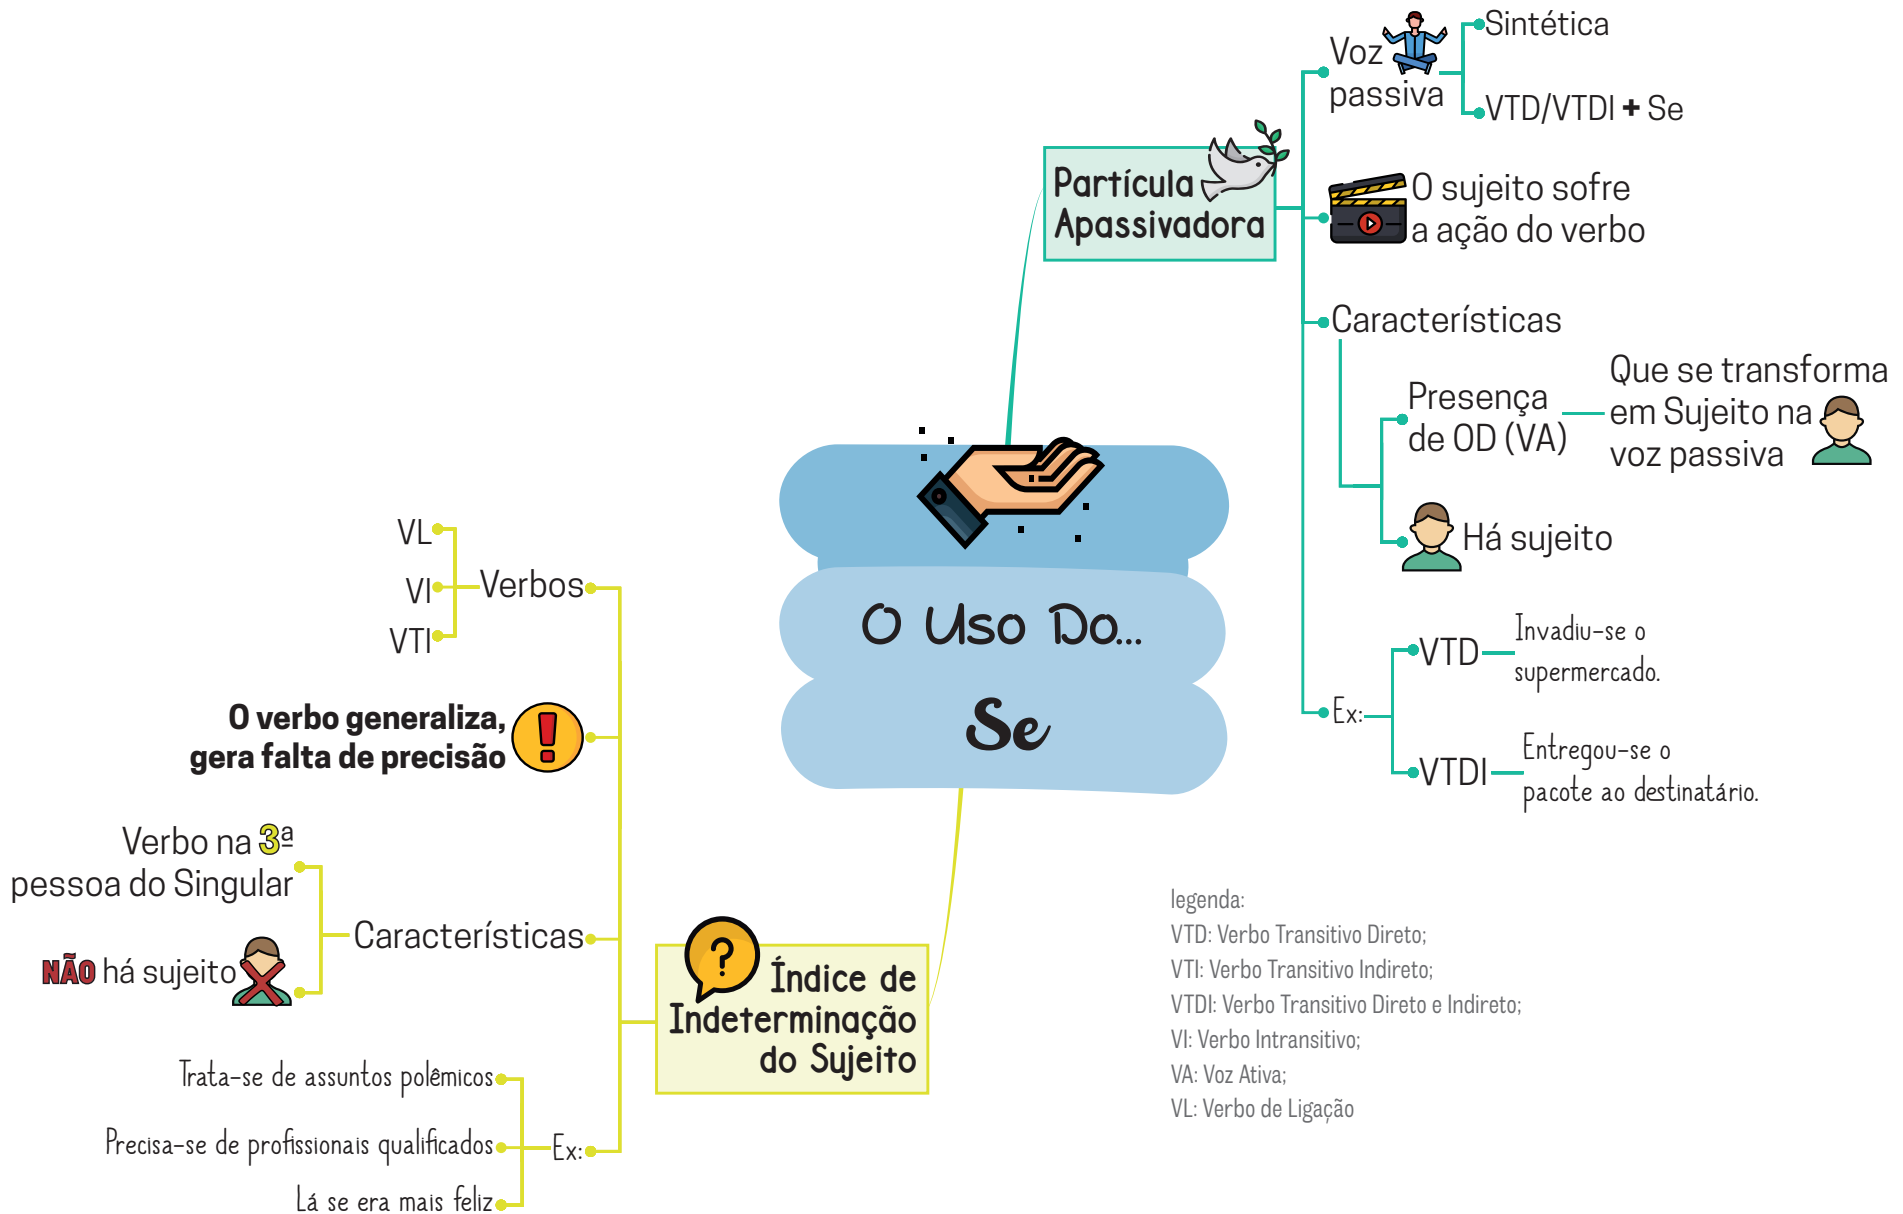 O Uso Do...
Se
Partícula
Apassivadora
Voz
passiva
Sintética
VTD/VTDI + Se
O sujeito sofre
a ação do verbo
Características
Presença
de OD (VA)
Que se transforma
em Sujeito na
voz passiva
Há sujeito
Ex:
VTD
Invadiu-se o
supermercado.
VTDI
Entregou-se o
pacote ao destinatário.
Índice de
Indeterminação
do Sujeito
Verbos
VL
VI
VTI
O verbo generaliza,
gera falta de precisão
Características
Verbo na 3ª
pessoa do Singular
NÃO há sujeito
Ex:
Trata-se de assuntos polêmicos
Precisa-se de profissionais qualificados
Lá se era mais feliz
legenda:
VTD: Verbo Transitivo Direto;
VTI: Verbo Transitivo Indireto;
VTDI: Verbo Transitivo Direto e Indireto;
VI: Verbo Intransitivo;
VA: Voz Ativa;
VL: Verbo de Ligação